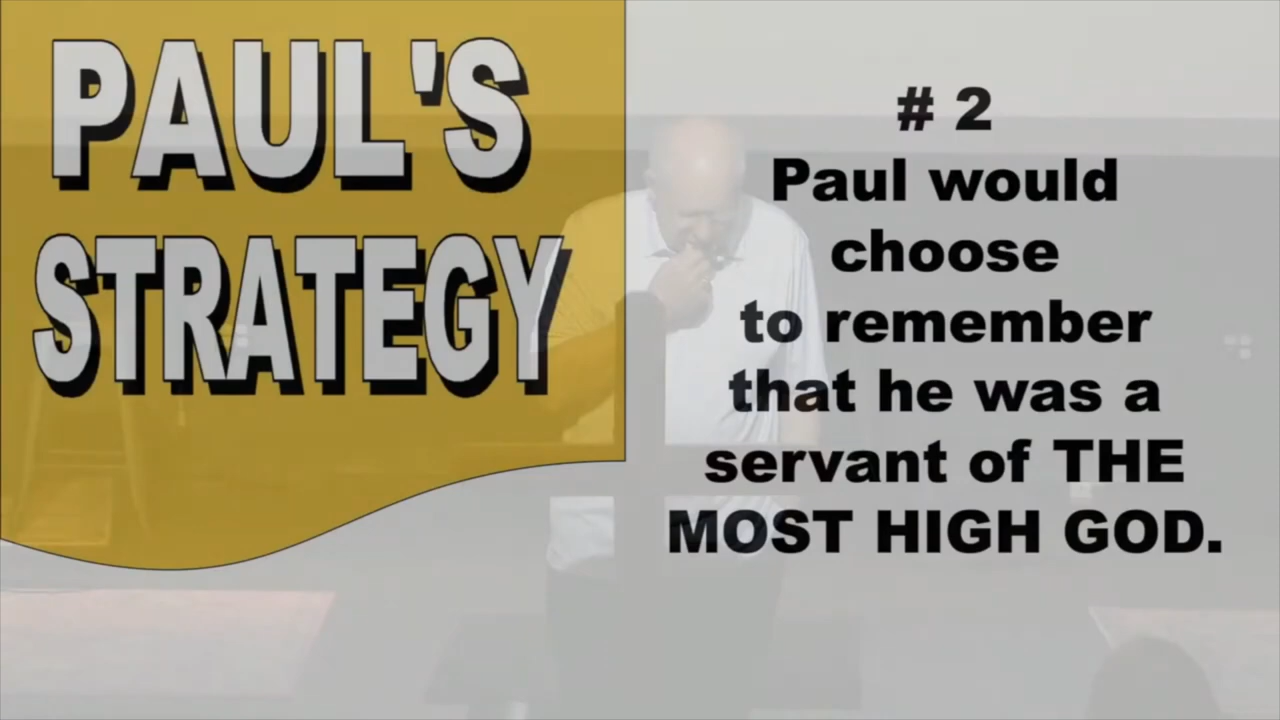 PAUL'S
STRATEGY
# 2
Paul would
choose
to remember
that he was a
servant of THE
MOST HIGH GOD.